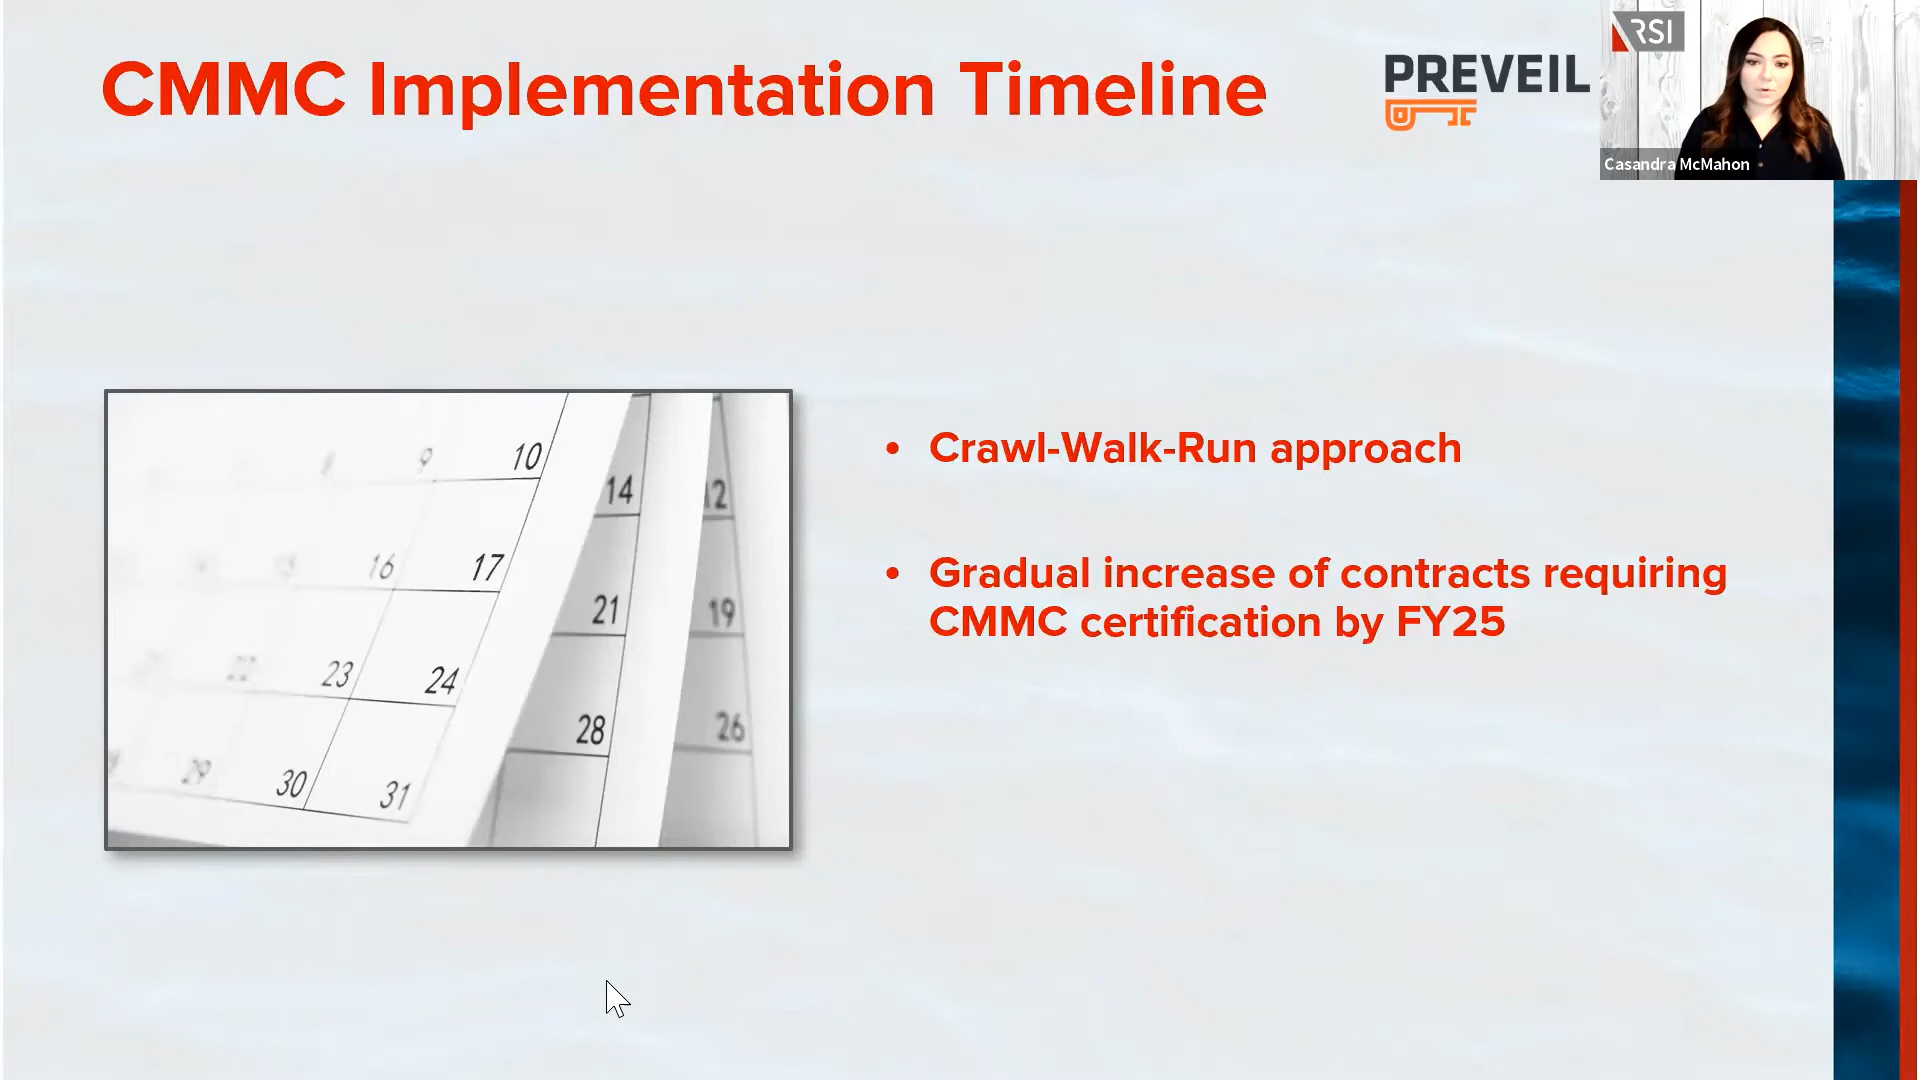 CMMC Implementation Timeline
PREVEIL
RSI
Casandra McMahon
• Crawl-Walk-Run approach
• Gradual increase of contracts requiring
CMMC certification by FY25
8 9 10
16 17
23 24
29 30 31
14
21
28
12
19
26